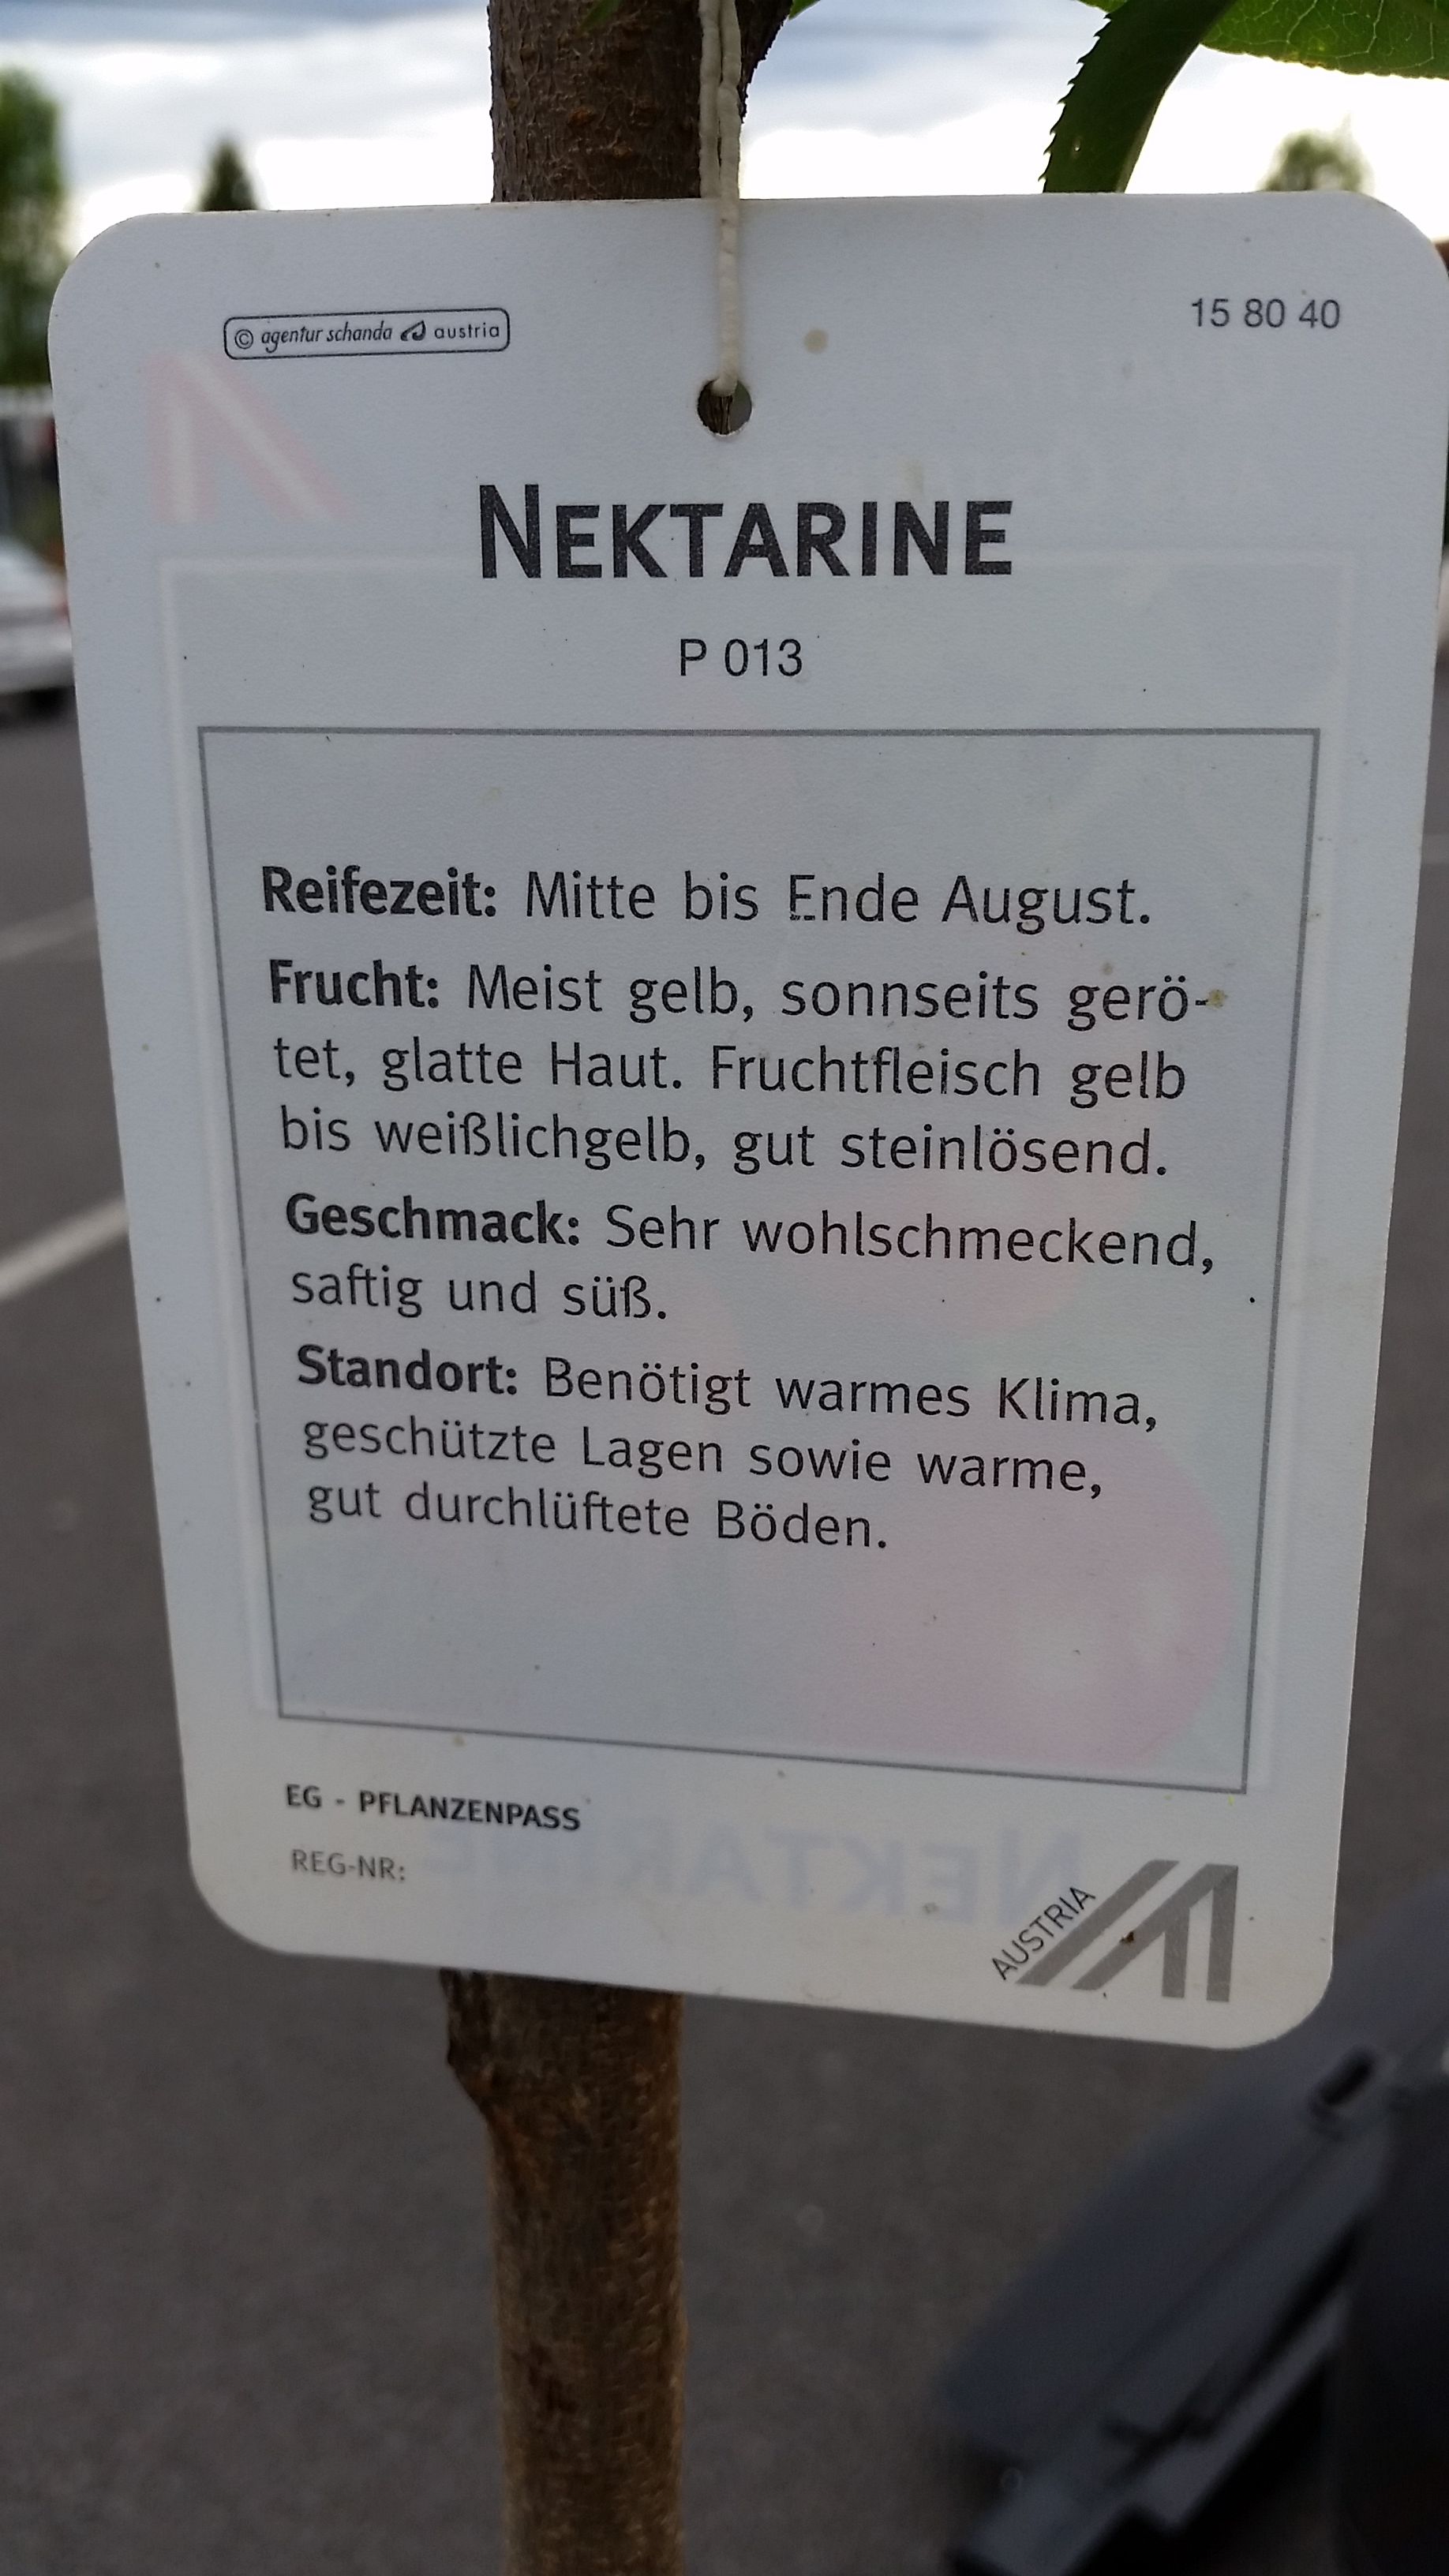 © agentur schanda austria
15 80 40
NEKTARINE
P 013
Reifezeit: Mitte bis Ende August.
Frucht: Meist gelb, sonnseits gerö-
tet, glatte Haut. Fruchtfleisch gelb
bis weißlichgelb, gut steinlösend.
Geschmack: Sehr wohlschmeckend,
saftig und süß.
Standort: Benötigt warmes Klima,
geschützte Lagen sowie warme,
gut durchlüftete Böden.
EG - PFLANZENPASS
REG-NR:
NEKTARINE
AUSTRIA